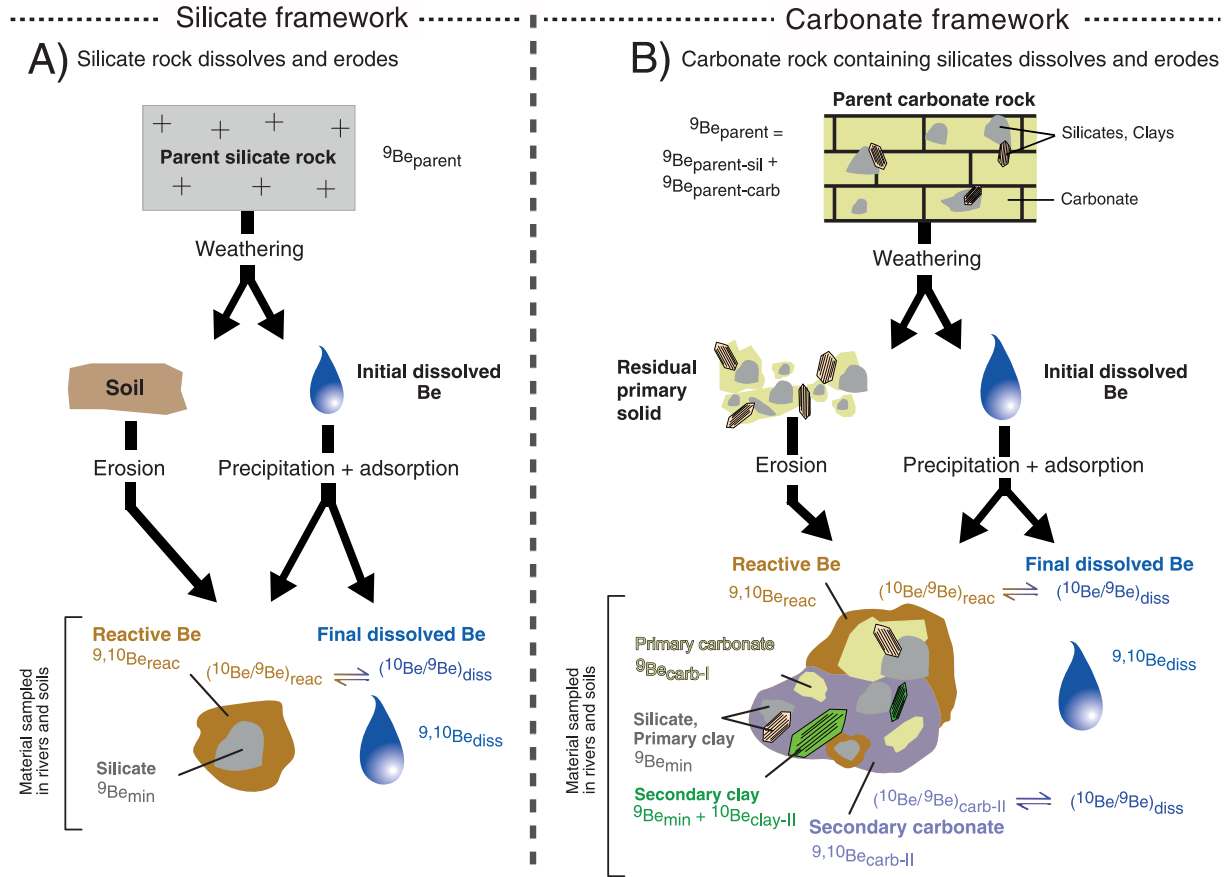 Silicate framework
A) Silicate rock dissolves and erodes
Parent silicate rock
⁹Beparent
Weathering
Soil
Initial dissolved
Be
Erosion
Precipitation + adsorption
Material sampled
in rivers and soils
Reactive Be
9,10Bereac
Final dissolved Be
(¹⁰Be/⁹Be)reac
(¹⁰Be/⁹Be)diss
9,10Bediss
Silicate
⁹Bemin
Carbonate framework
B) Carbonate rock containing silicates dissolves and erodes
Parent carbonate rock
⁹Beparent =
⁹Beparent-sil +
⁹Beparent-carb
Silicates, Clays
Carbonate
Weathering
Residual
primary
solid
Initial dissolved
Be
Erosion
Precipitation + adsorption
Material sampled
in rivers and soils
Reactive Be
9,10Bereac
Final dissolved Be
(¹⁰Be/⁹Be)reac
(¹⁰Be/⁹Be)diss
Primary carbonate
⁹Becarb-I
9,10Bediss
Silicate,
Primary clay
⁹Bemin
Secondary clay
⁹Bemin + ¹⁰Beclay-II
(¹⁰Be/⁹Be)carb-II
(¹⁰Be/⁹Be)diss
Secondary carbonate
9,10Becarb-II